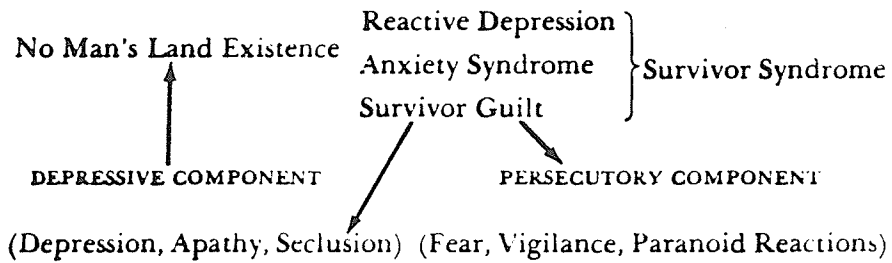 Reactive Depression
No Man's Land Existence
Anxiety Syndrome
Survivor Syndrome
Survivor Guilt
DEPRESSIVE COMPONENT
PERSECUTORY COMPONENT
(Depression, Apathy, Seclusion) (Fear, Vigilance, Paranoid Reactions)